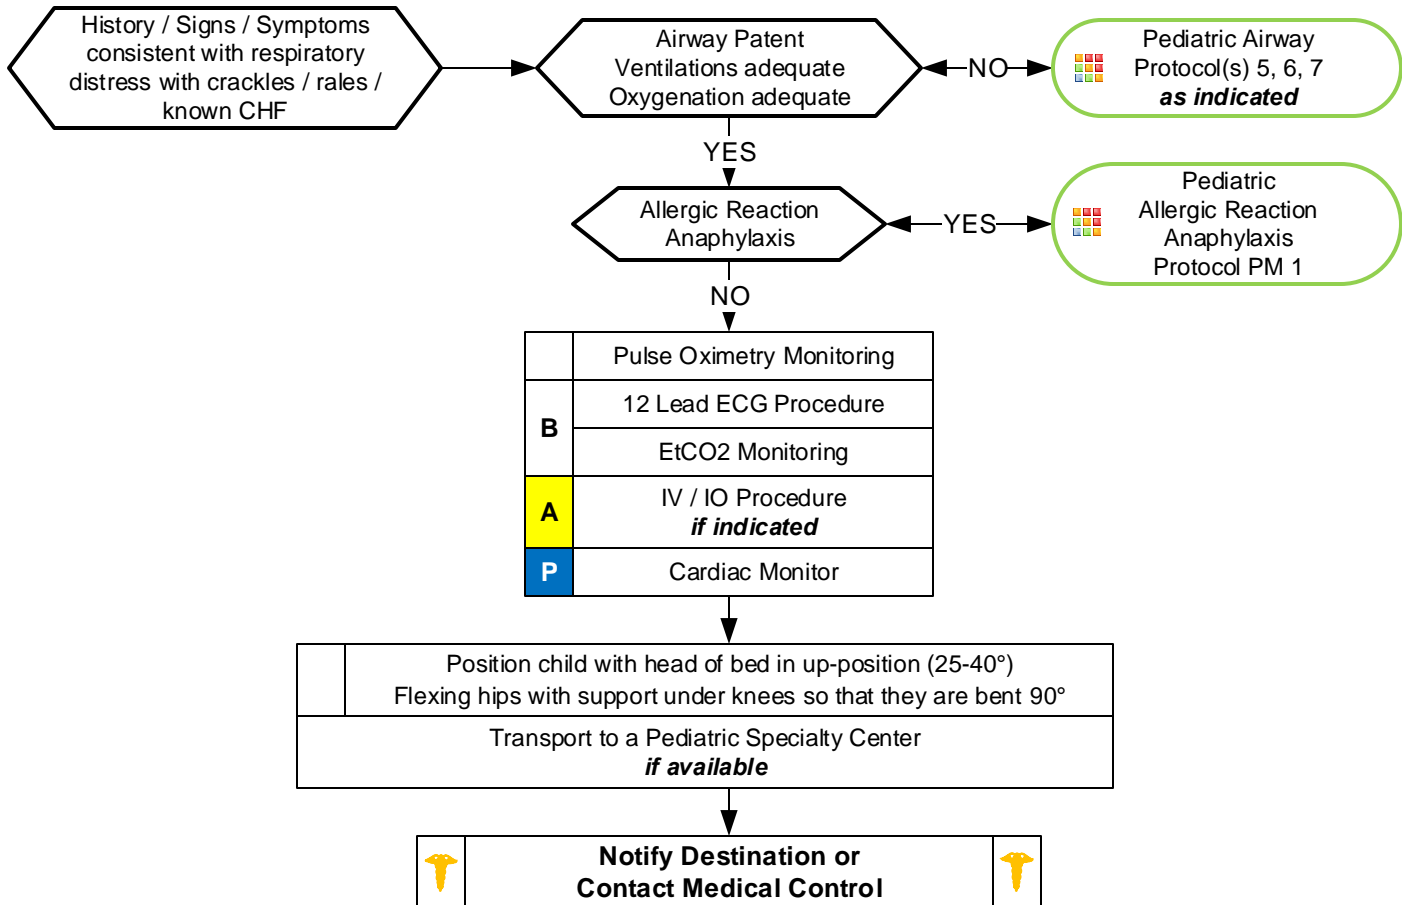 History / Signs / Symptoms
consistent with respiratory
distress with crackles / rales /
known CHF
Airway Patent
Ventilations adequate
Oxygenation adequate
NO
Pediatric Airway
Protocol(s) 5, 6, 7
as indicated
YES
Allergic Reaction
Anaphylaxis
YES
Pediatric
Allergic Reaction
Anaphylaxis
Protocol PM 1
NO
Pulse Oximetry Monitoring
B
12 Lead ECG Procedure
EtCO2 Monitoring
A
IV / IO Procedure
if indicated
P
Cardiac Monitor
Position child with head of bed in up-position (25-40°)
Flexing hips with support under knees so that they are bent 90°
Transport to a Pediatric Specialty Center
if available
Notify Destination or
Contact Medical Control